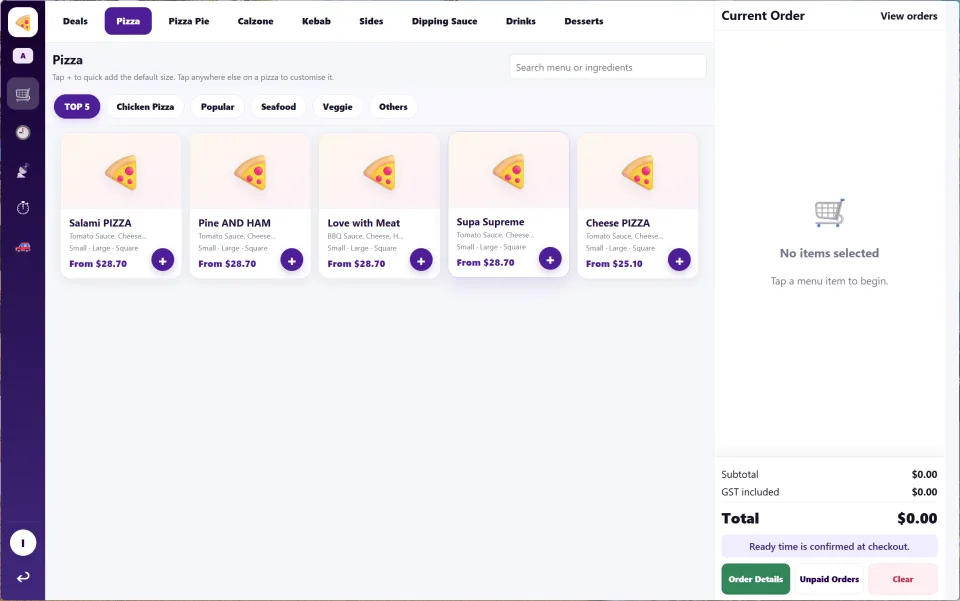 Deals Pizza Pizza Pie Calzone Kebab Sides Dipping Sauce Drinks Desserts
Current Order View orders
A
Pizza
Tap + to quick add the default size. Tap anywhere else on a pizza to customise it.
Search menu or ingredients
TOP 5 Chicken Pizza Popular Seafood Veggie Others
Salami PIZZA
Tomato Sauce, Cheese...
Small · Large · Square
From $28.70
+
Pine AND HAM
Tomato Sauce, Cheese...
Small · Large · Square
From $28.70
+
Love with Meat
BBQ Sauce, Cheese, H...
Small · Large · Square
From $28.70
+
Supa Supreme
Tomato Sauce, Cheese...
Small · Large · Square
From $28.70
+
Cheese PIZZA
Tomato Sauce, Cheese...
Small · Large · Square
From $25.10
+
No items selected
Tap a menu item to begin.
Subtotal $0.00
GST included $0.00
Total $0.00
Ready time is confirmed at checkout.
Order Details Unpaid Orders Clear
I